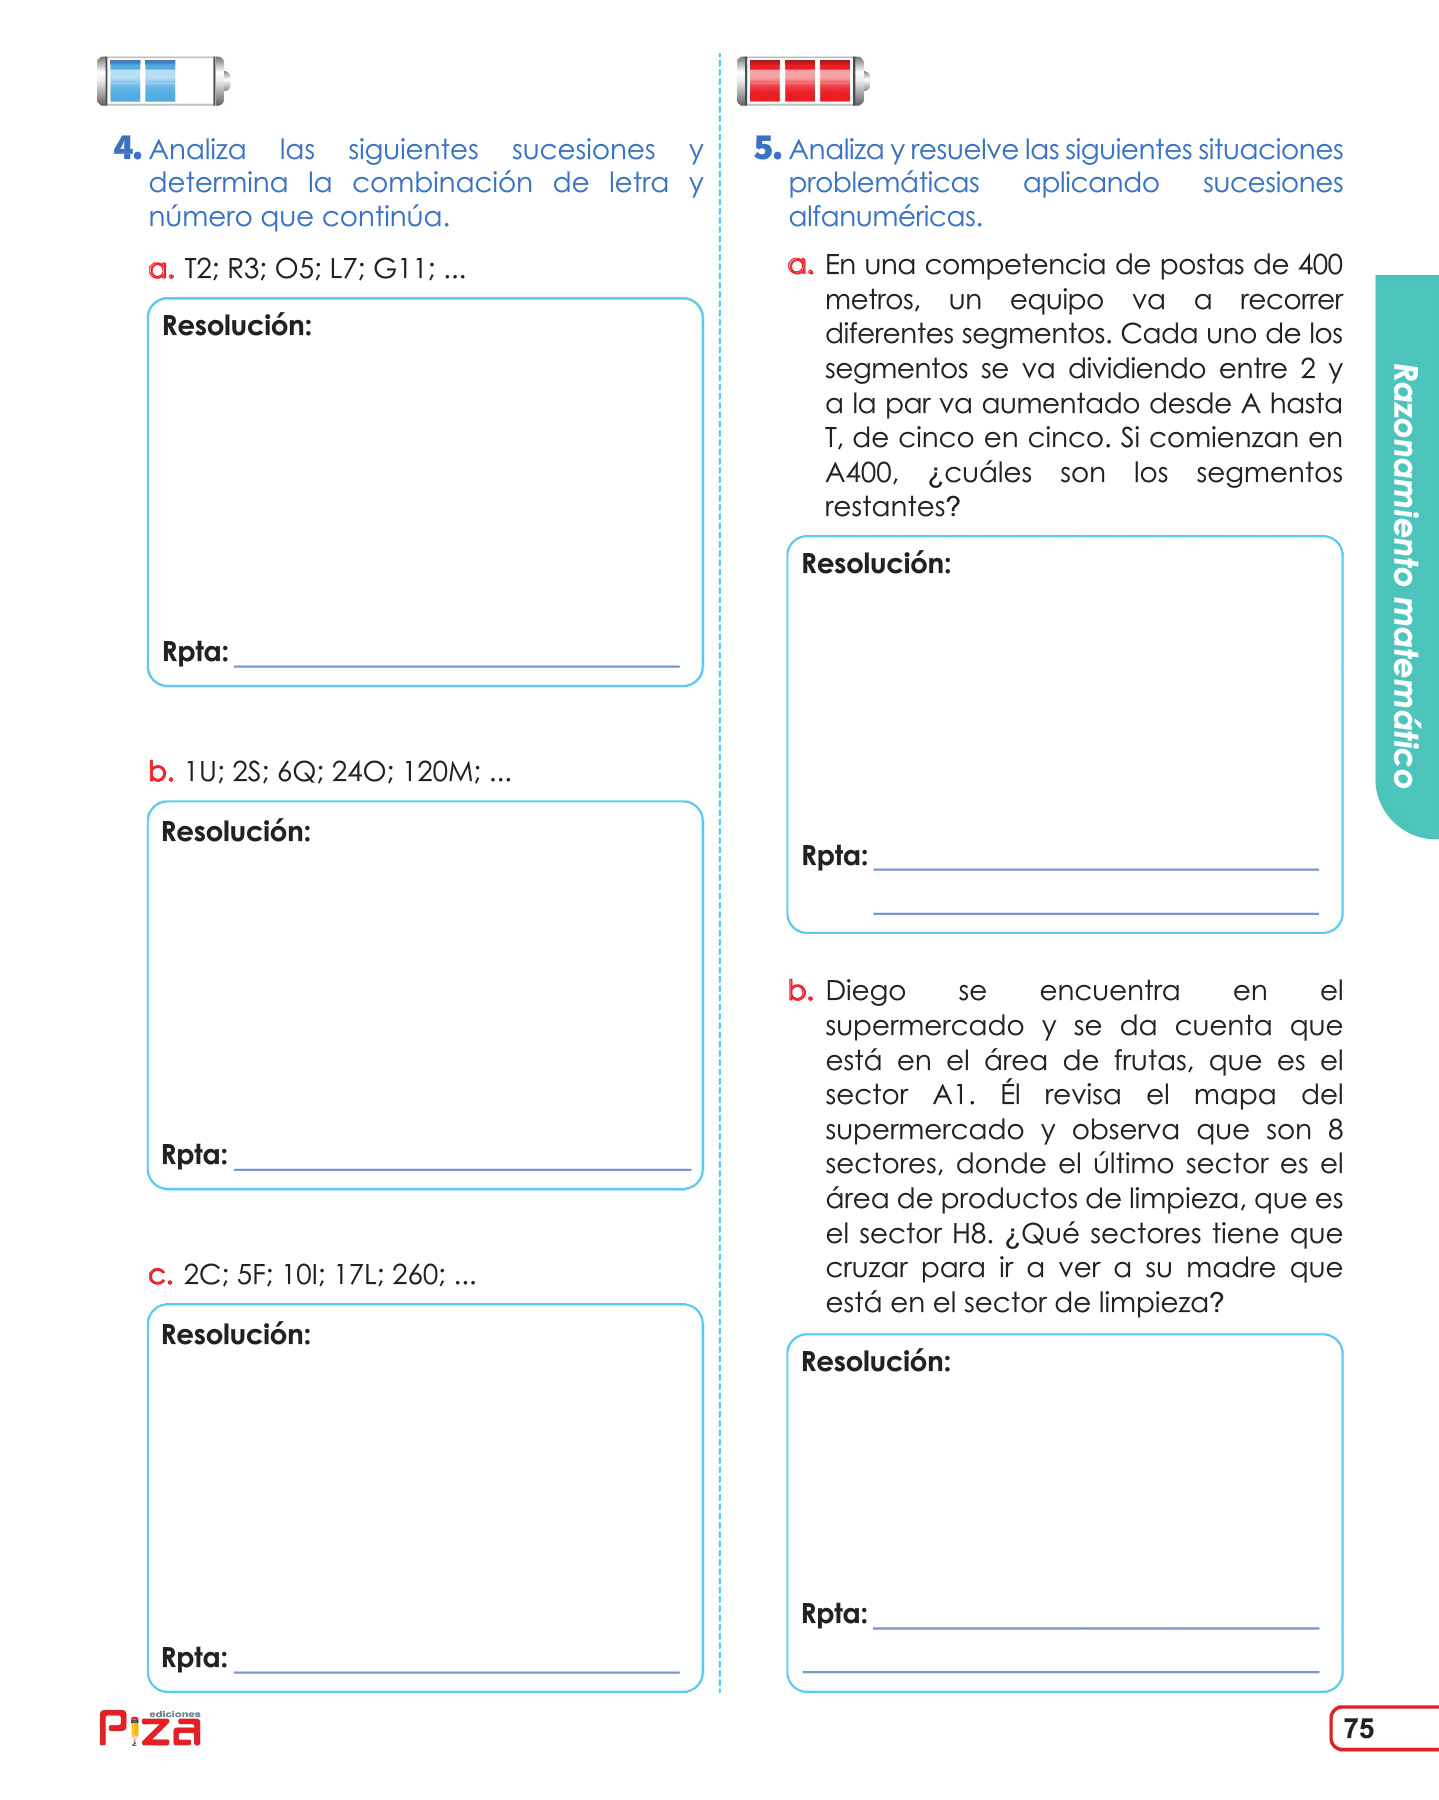 4. Analiza las siguientes sucesiones y
determina la combinación de letra y
número que continúa.
a. T2; R3; O5; L7; G11; ...
Resolución:
Rpta:
b. 1U; 2S; 6Q; 24O; 120M; ...
Resolución:
Rpta:
c. 2C; 5F; 10I; 17L; 260; ...
Resolución:
Rpta:
5. Analiza y resuelve las siguientes situaciones
problemáticas aplicando sucesiones
alfanuméricas.
a. En una competencia de postas de 400
metros, un equipo va a recorrer
diferentes segmentos. Cada uno de los
segmentos se va dividiendo entre 2 y
a la par va aumentado desde A hasta
T, de cinco en cinco. Si comienzan en
A400, ¿cuáles son los segmentos
restantes?
Resolución:
Rpta:
b. Diego se encuentra en el
supermercado y se da cuenta que
está en el área de frutas, que es el
sector A1. Él revisa el mapa del
supermercado y observa que son 8
sectores, donde el último sector es el
área de productos de limpieza, que es
el sector H8. ¿Qué sectores tiene que
cruzar para ir a ver a su madre que
está en el sector de limpieza?
Resolución:
Rpta:
Razonamiento matemático
ediciones
Piza
75